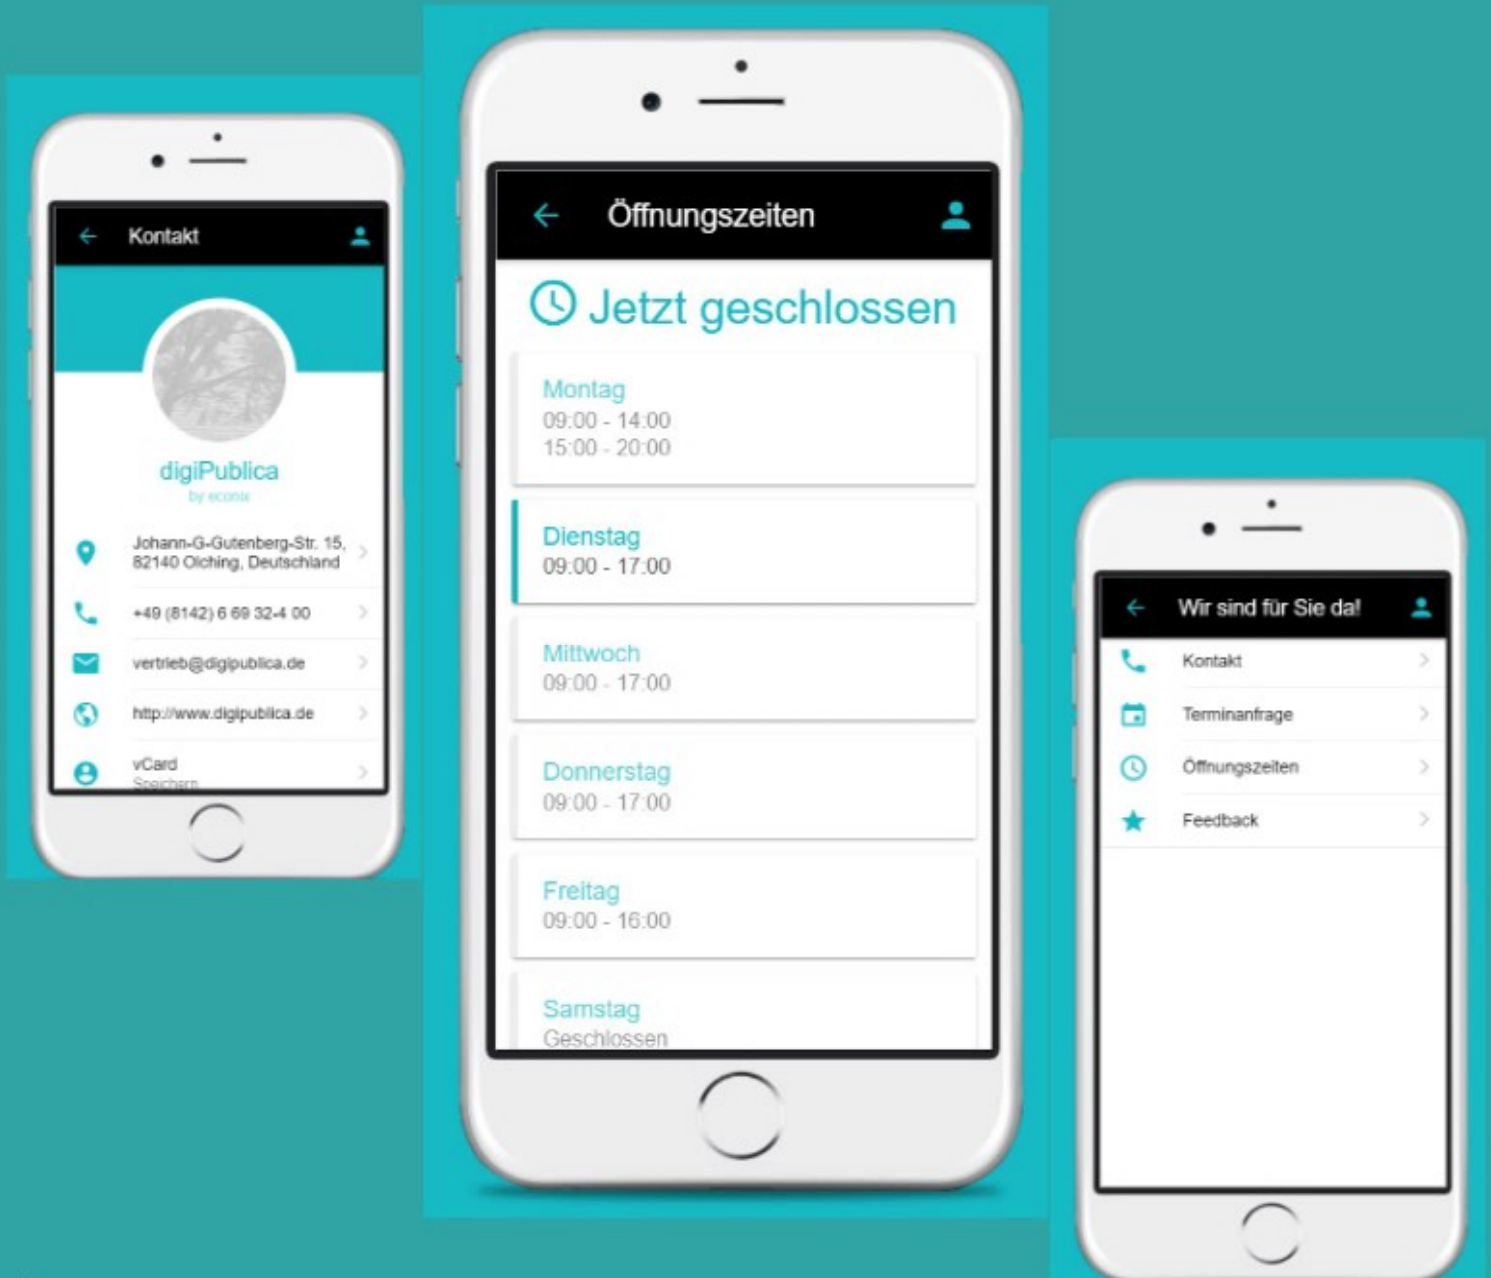 Kontakt
digiPublica
by econix
Johann-G-Gutenberg-Str. 15,
82140 Olching, Deutschland
+49 (8142) 6 69 32-4 00
vertrieb@digipublica.de
http://www.digipublica.de
vCard
Speichern
Öffnungszeiten
Jetzt geschlossen
Montag
09:00 - 14:00
15:00 - 20:00
Dienstag
09:00 - 17:00
Mittwoch
09:00 - 17:00
Donnerstag
09:00 - 17:00
Freitag
09:00 - 16:00
Samstag
Geschlossen
Wir sind für Sie da!
Kontakt
Terminanfrage
Öffnungszeiten
Feedback